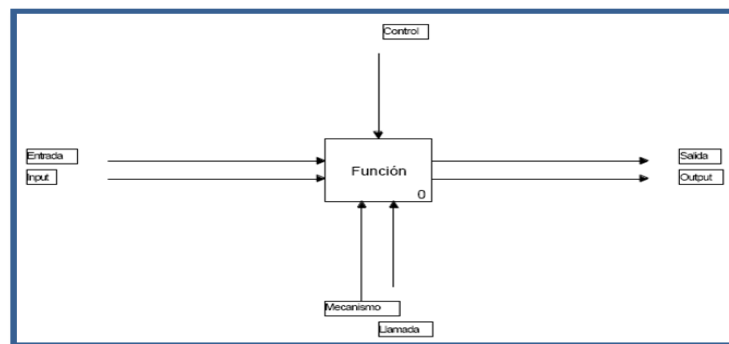 Control
Entrada
Input
Función
0
Salida
Output
Mecanismo
Llamada